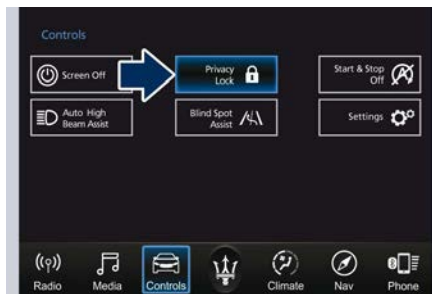 Controls
Screen Off
Privacy
Lock
Start & Stop
Off
Auto High
Beam Assist
Blind Spot
Assist
Settings
Radio
Media
Controls
Climate
Nav
Phone